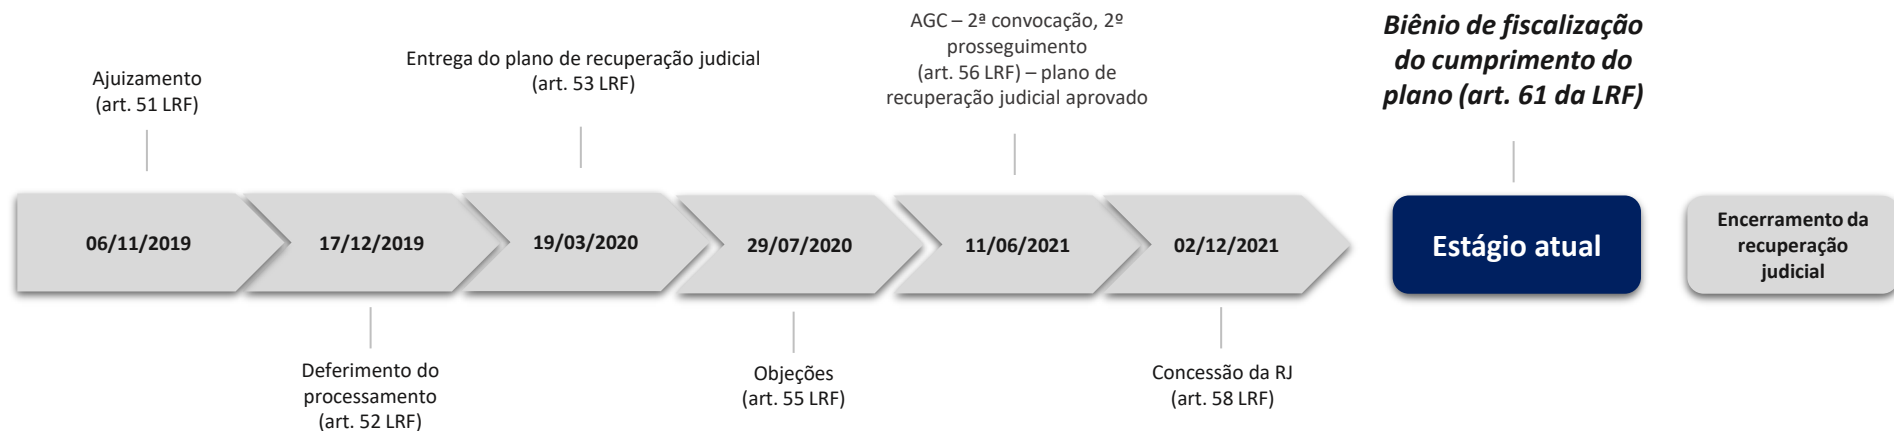 Ajuizamento
(art. 51 LRF)
Entrega do plano de recuperação judicial
(art. 53 LRF)
AGC – 2ª convocação, 2º
prosseguimento
(art. 56 LRF) – plano de
recuperação judicial aprovado
Biênio de fiscalização
do cumprimento do
plano (art. 61 da LRF)
06/11/2019
17/12/2019
19/03/2020
29/07/2020
11/06/2021
02/12/2021
Estágio atual
Encerramento da
recuperação
judicial
Deferimento do
processamento
(art. 52 LRF)
Objeções
(art. 55 LRF)
Concessão da RJ
(art. 58 LRF)